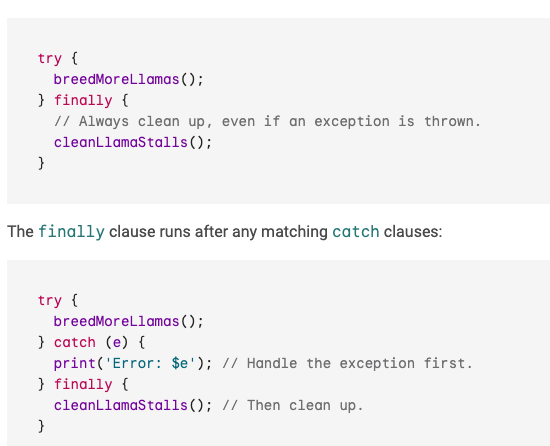 try {
  breedMoreLlamas();
} finally {
  // Always clean up, even if an exception is thrown.
  cleanLlamaStalls();
}
The finally clause runs after any matching catch clauses:
try {
  breedMoreLlamas();
} catch (e) {
  print('Error: $e'); // Handle the exception first.
} finally {
  cleanLlamaStalls(); // Then clean up.
}